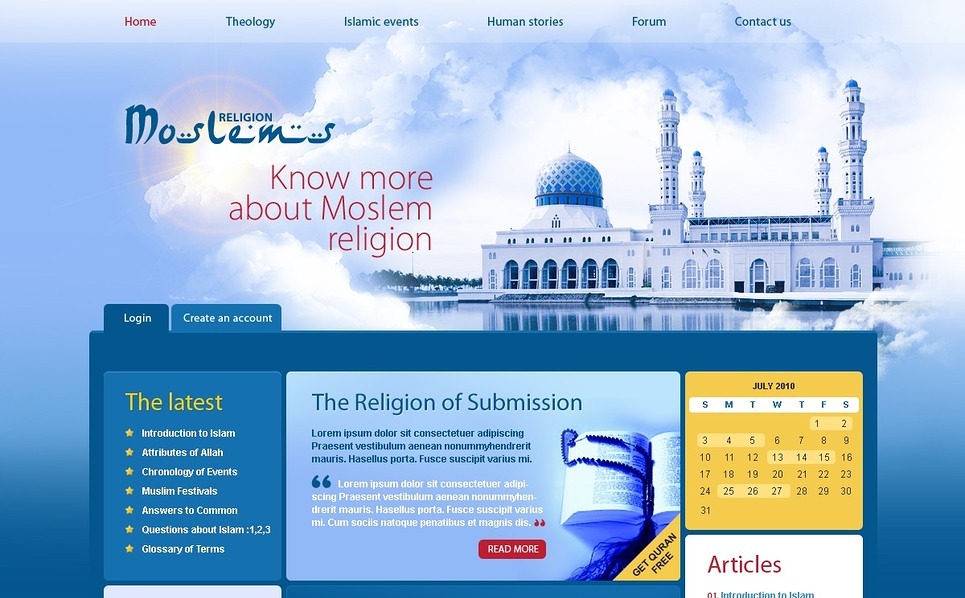 Home Theology Islamic events Human stories Forum Contact us
RELIGION
Moslems
Know more
about Moslem
religion
Login Create an account
The latest
Introduction to Islam
Attributes of Allah
Chronology of Events
Muslim Festivals
Answers to Common
Questions about Islam :1,2,3
Glossary of Terms
The Religion of Submission
Lorem ipsum dolor sit consectetuer adipiscing
Praesent vestibulum aenean nonummyhendrerit
mauris. Hasellus porta. Fusce suscipit varius mi.
“ Lorem ipsum dolor sit consectetuer adipi-
scing Praesent vestibulum aenean nonummyhen-
drerit mauris. Hasellus porta. Fusce suscipit varius
mi. Cum sociis natoque penatibus et magnis dis. ”
READ MORE
GET QURAN
FREE
JULY 2010
S M T W T F S
1 2
3 4 5 6 7 8 9
10 11 12 13 14 15 16
17 18 19 20 21 22 23
24 25 26 27 28 29 30
31
Articles
01 Introduction to Islam